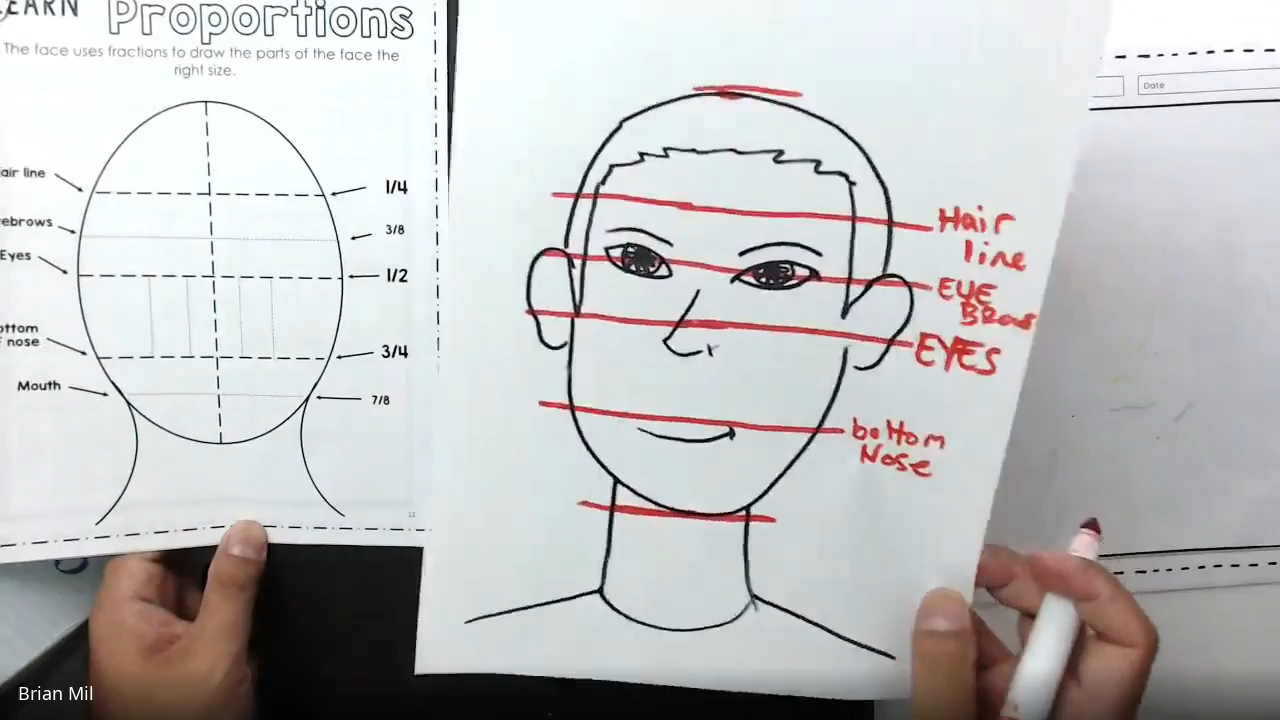 LEARN Proportions
The face uses fractions to draw the parts of the face the
right size.
air line
1/4
ebrows
3/8
Eyes
1/2
ottom
nose
3/4
Mouth
7/8
Hair
line
EYE
Brows
EYES
bottom
Nose
Date
Brian Mil